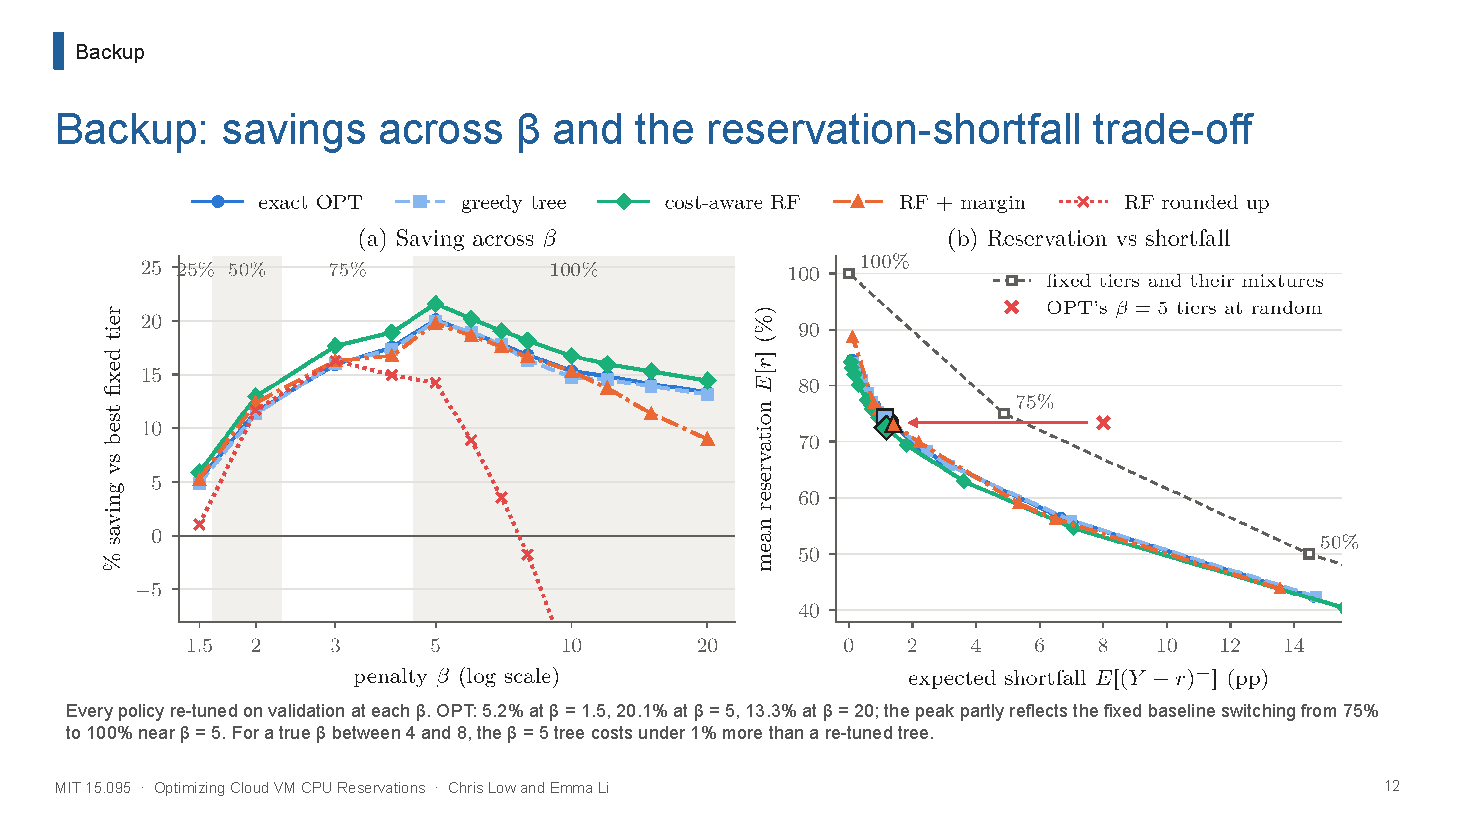 Backup
Backup: savings across β and the reservation-shortfall trade-off
exact OPT greedy tree cost-aware RF RF + margin RF rounded up
(a) Saving across β
25% 50% 75% 100%
% saving vs best fixed tier
25
20
15
10
5
0
−5
1.5 2 3 5 10 20
penalty β (log scale)
(b) Reservation vs shortfall
fixed tiers and their mixtures
OPT's β = 5 tiers at random
100%
75%
50%
mean reservation E[r] (%)
100
90
80
70
60
50
40
0 2 4 6 8 10 12 14
expected shortfall E[(Y − r)⁻] (pp)
Every policy re-tuned on validation at each β. OPT: 5.2% at β = 1.5, 20.1% at β = 5, 13.3% at β = 20; the peak partly reflects the fixed baseline switching from 75%
to 100% near β = 5. For a true β between 4 and 8, the β = 5 tree costs under 1% more than a re-tuned tree.
MIT 15.095 · Optimizing Cloud VM CPU Reservations · Chris Low and Emma Li
12